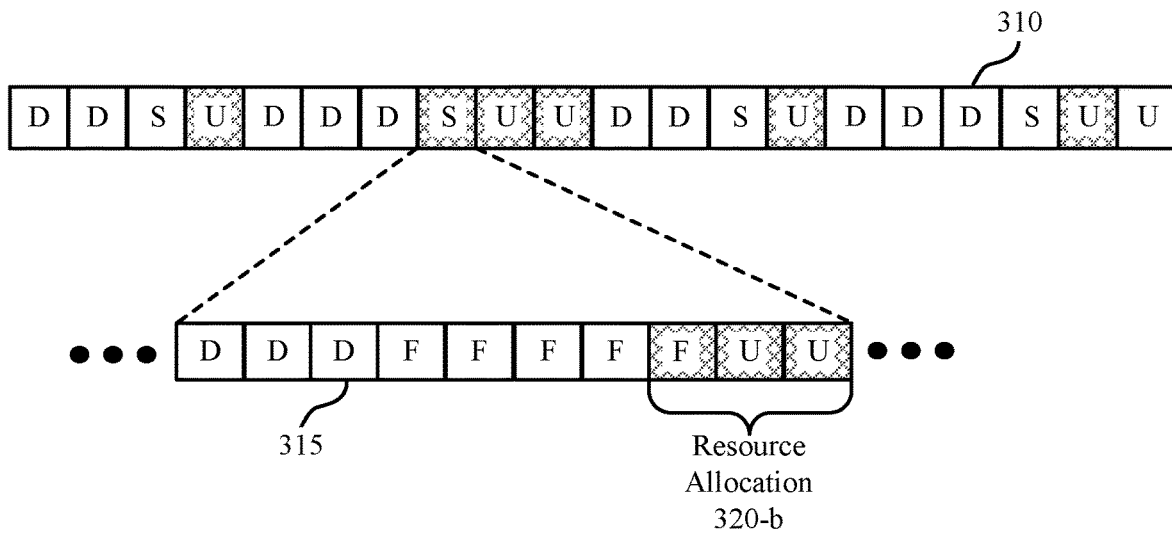 310
D D S U D D D S U U D D S U D D D S U U
D D D F F F F F U U
315
Resource
Allocation
320-b